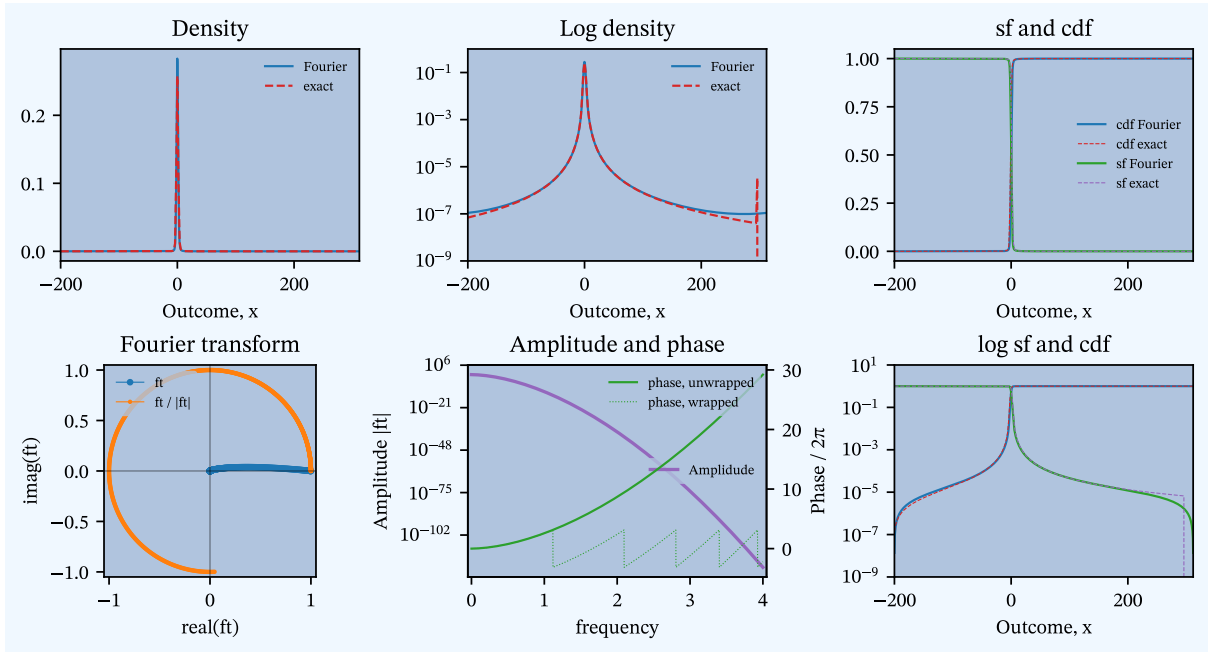 Density
Fourier
exact
0.2
0.1
0.0
−200
0
200
Outcome, x
Log density
Fourier
exact
10⁻¹
10⁻³
10⁻⁵
10⁻⁷
10⁻⁹
−200
0
200
Outcome, x
sf and cdf
cdf Fourier
cdf exact
sf Fourier
sf exact
1.00
0.75
0.50
0.25
0.00
−200
0
200
Outcome, x
Fourier transform
ft
ft / |ft|
imag(ft)
1.0
0.5
0.0
−0.5
−1.0
−1
0
1
real(ft)
Amplitude and phase
phase, unwrapped
phase, wrapped
Amplidude
Amplitude |ft|
10⁶
10⁻²¹
10⁻⁴⁸
10⁻⁷⁵
10⁻¹⁰²
Phase / 2π
30
20
10
0
0
1
2
3
4
frequency
log sf and cdf
10¹
10⁻¹
10⁻³
10⁻⁵
10⁻⁷
10⁻⁹
−200
0
200
Outcome, x